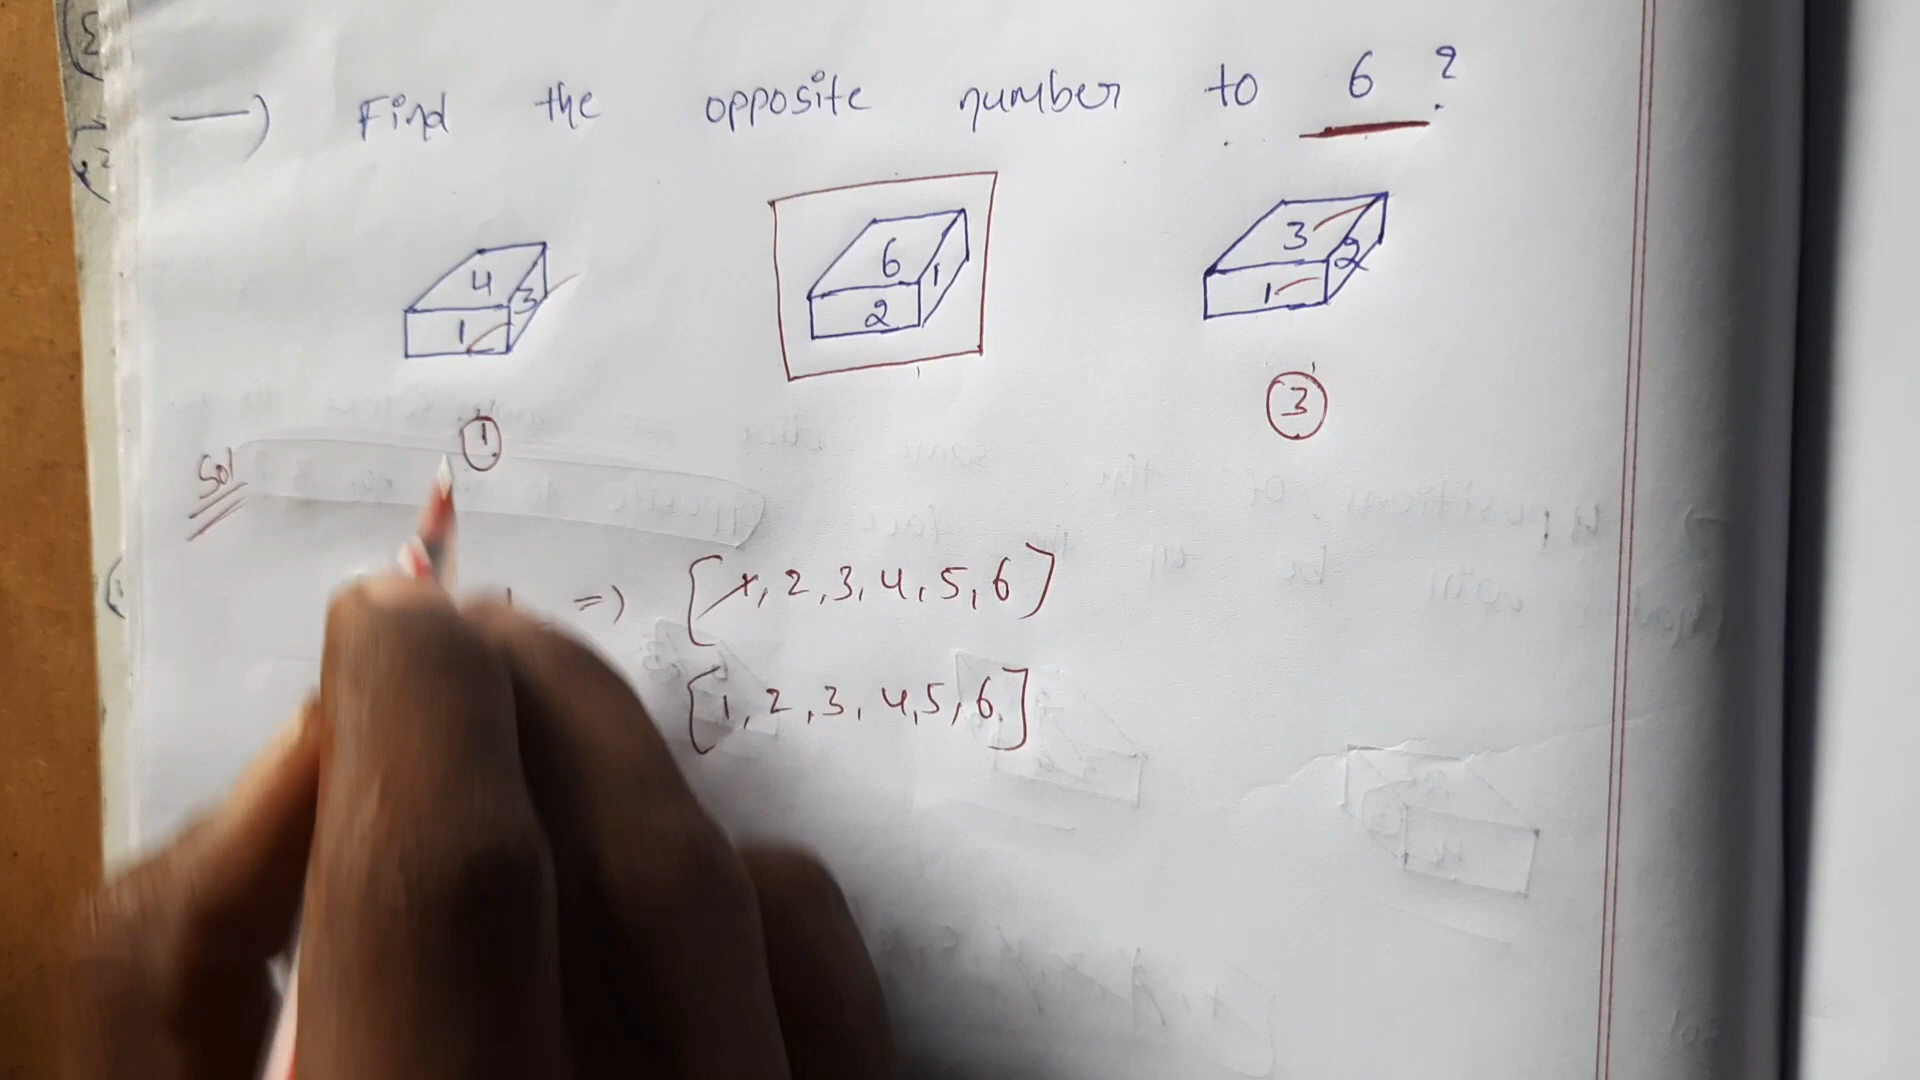 —) Find the opposite number to 6 ?
4 3 1
6 1 2
3 2 1
1
3
Sol
1 => [1, 2, 3, 4, 5, 6]
[1, 2, 3, 4, 5, 6]